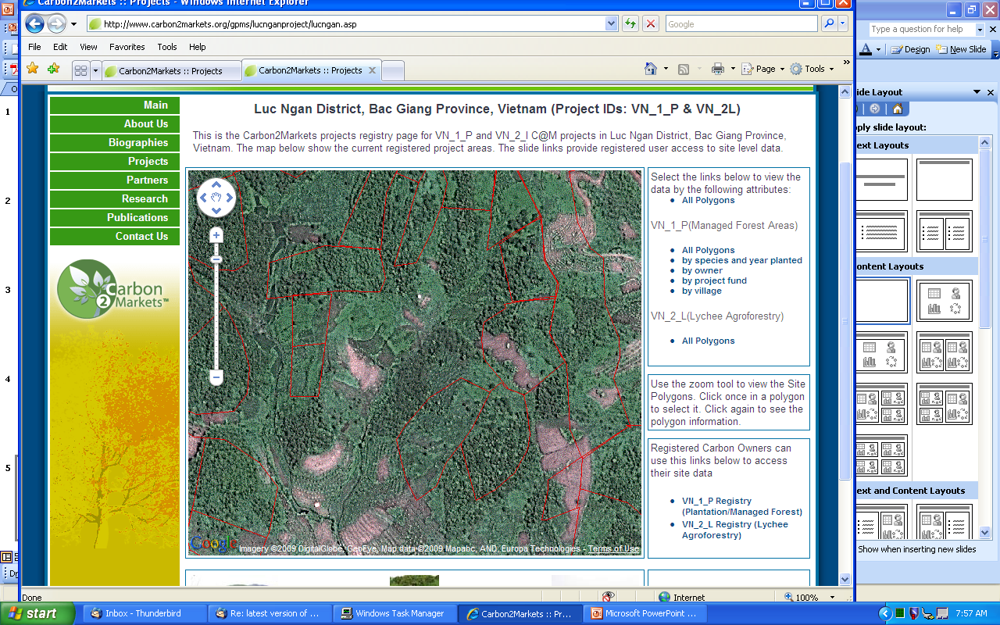 Carbon2Markets :: Projects - Windows Internet Explorer
http://www.carbon2markets.org/gpms/lucnganproject/lucngan.asp
Google
Type a question for help
File Edit View Favorites Tools Help
Design New Slide
Carbon2Markets :: Projects
Carbon2Markets :: Projects
Page Tools
Main
About Us
Biographies
Projects
Partners
Research
Publications
Contact Us
Carbon
2 Markets™
Luc Ngan District, Bac Giang Province, Vietnam (Project IDs: VN_1_P & VN_2L)
This is the Carbon2Markets projects registry page for VN_1_P and VN_2_I C@M projects in Luc Ngan District, Bac Giang Province,
Vietnam. The map below show the current registered project areas. The slide links provide registered user access to site level data.
Google
Imagery ©2009 DigitalGlobe, GeoEye, Map data ©2009 Mapabc, AND, Europa Technologies - Terms of Use
Select the links below to view the
data by the following attributes:
All Polygons
VN_1_P(Managed Forest Areas)
All Polygons
by species and year planted
by owner
by project fund
by village
VN_2_L(Lychee Agroforestry)
All Polygons
Use the zoom tool to view the Site
Polygons. Click once in a polygon
to select it. Click again to see the
polygon information.
Registered Carbon Owners can
use this links below to access
their site data
VN_1_P Registry
(Plantation/Managed Forest)
VN_2_L Registry (Lychee
Agroforestry)
ide Layout
pply slide layout:
ext Layouts
ontent Layouts
ext and Content Layouts
Show when inserting new slides
1
2
3
4
5
Done
Internet
100%
start
Inbox - Thunderbird
Re: latest version of ...
Windows Task Manager
Carbon2Markets :: Pr...
Microsoft PowerPoint ...
7:57 AM